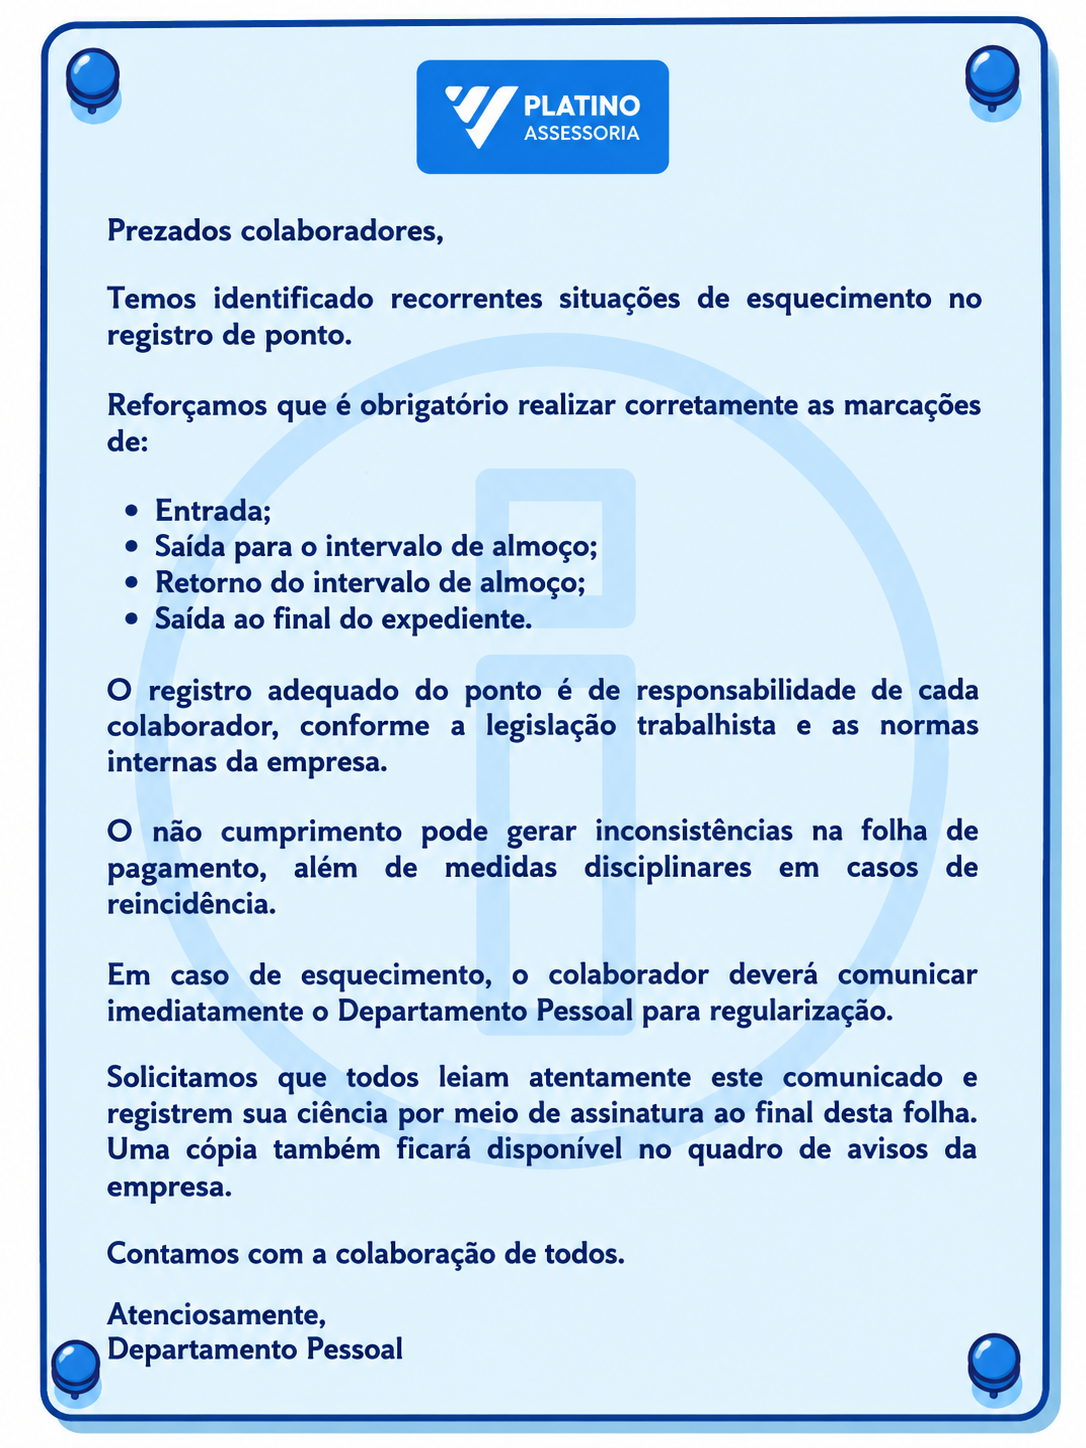 PLATINO
ASSESSORIA
Prezados colaboradores,
Temos identificado recorrentes situações de esquecimento no
registro de ponto.
Reforçamos que é obrigatório realizar corretamente as marcações
de:
• Entrada;
• Saída para o intervalo de almoço;
• Retorno do intervalo de almoço;
• Saída ao final do expediente.
O registro adequado do ponto é de responsabilidade de cada
colaborador, conforme a legislação trabalhista e as normas
internas da empresa.
O não cumprimento pode gerar inconsistências na folha de
pagamento, além de medidas disciplinares em casos de
reincidência.
Em caso de esquecimento, o colaborador deverá comunicar
imediatamente o Departamento Pessoal para regularização.
Solicitamos que todos leiam atentamente este comunicado e
registrem sua ciência por meio de assinatura ao final desta folha.
Uma cópia também ficará disponível no quadro de avisos da
empresa.
Contamos com a colaboração de todos.
Atenciosamente,
Departamento Pessoal